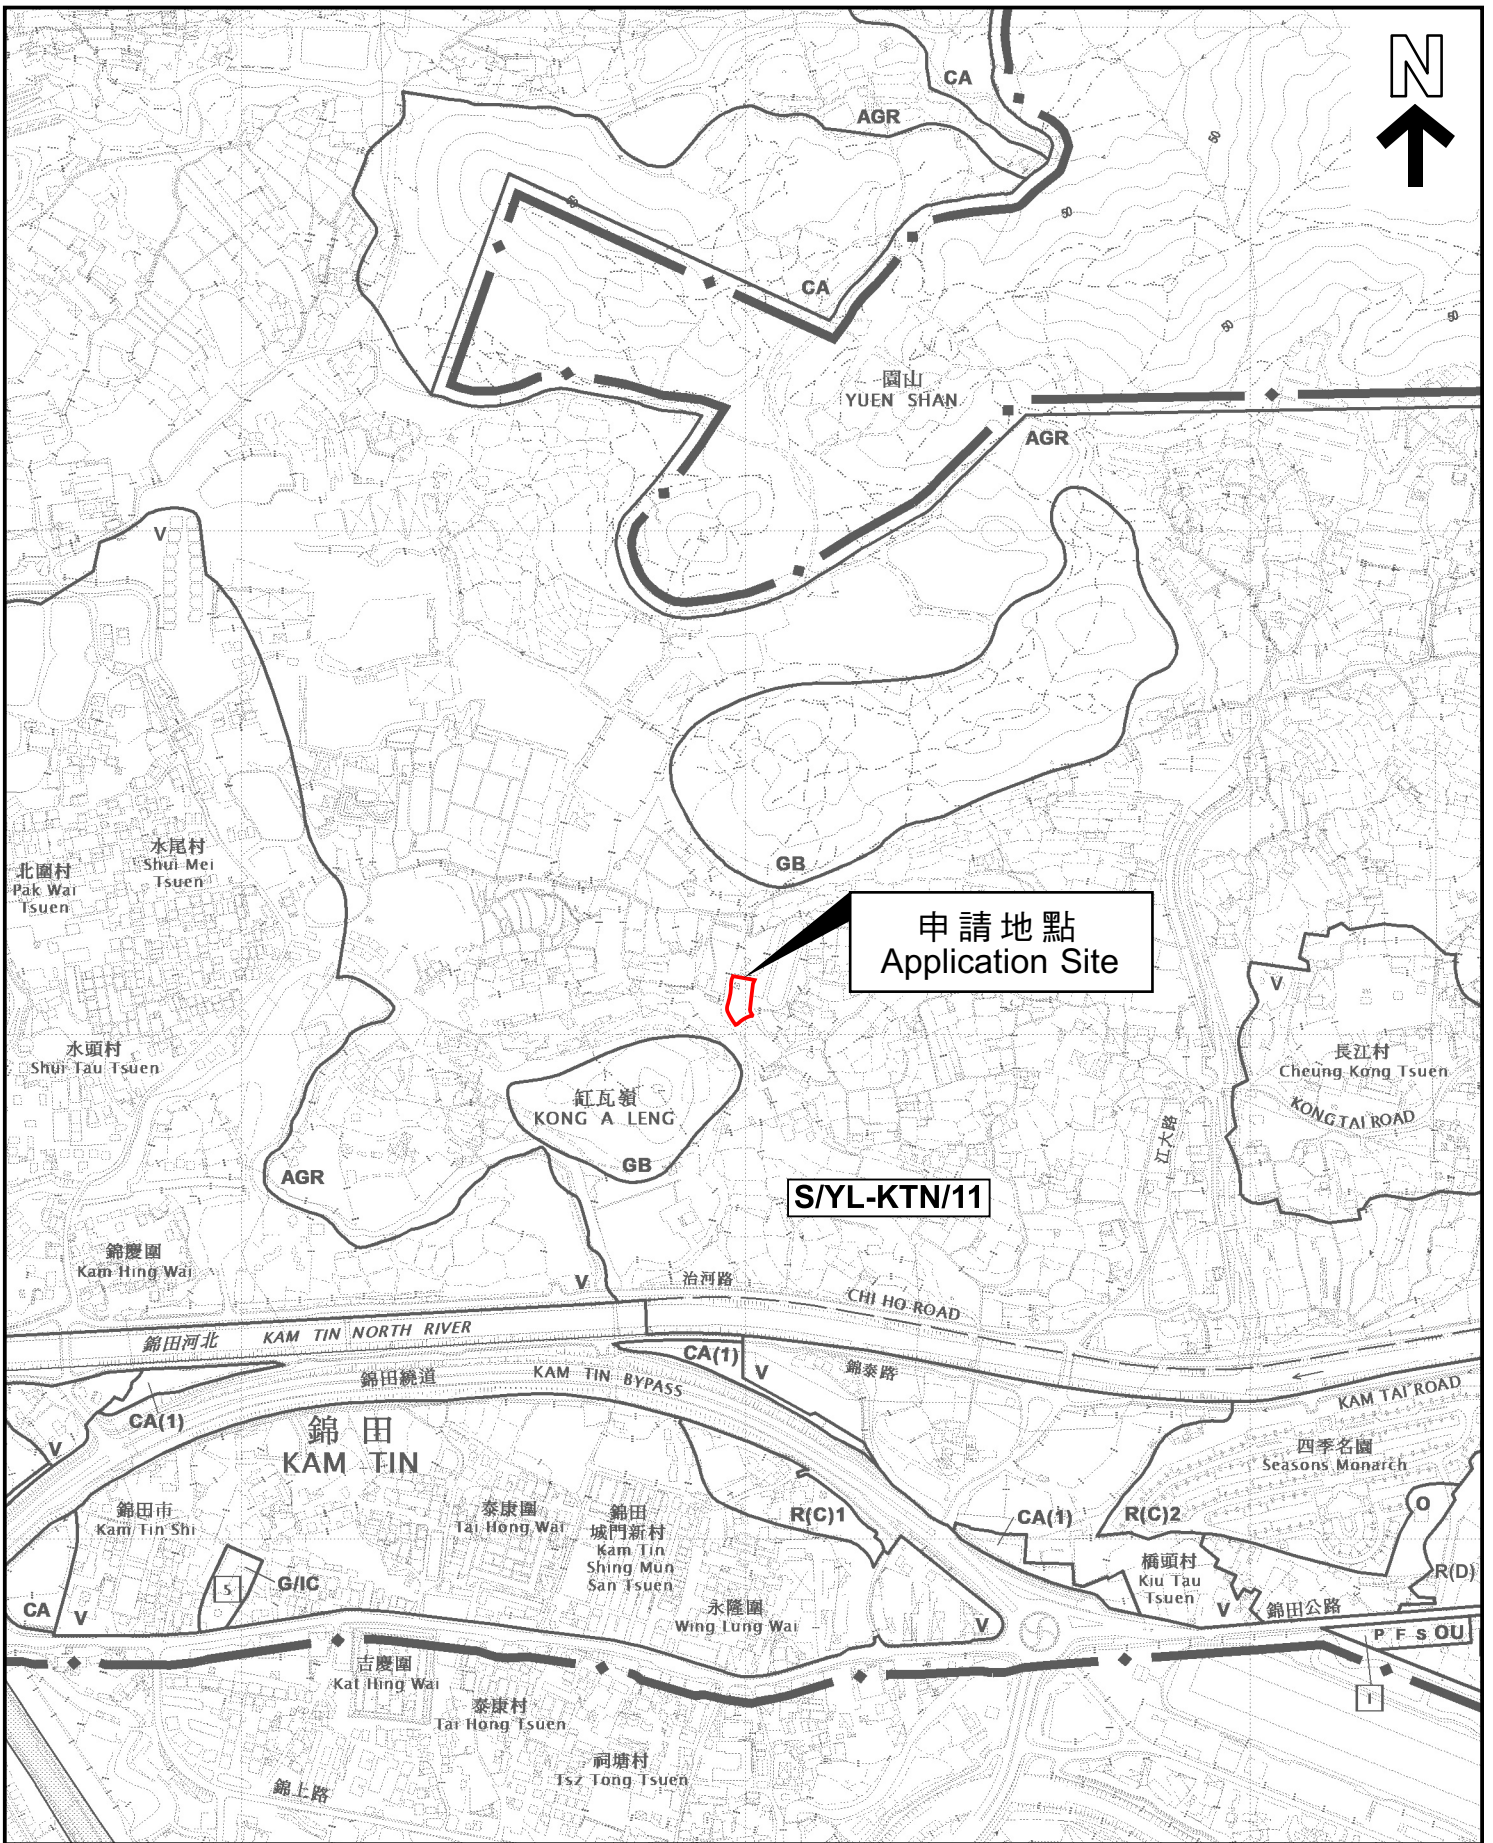 N
CA
AGR
50
50
50
CA
50
50
園山
YUEN SHAN
AGR
V
水尾村
Shui Mei
Tsuen
北圍村
Pak Wai
Tsuen
GB
申請地點
Application Site
V
水頭村
Shui Tau Tsuen
長江村
Cheung Kong Tsuen
KONG TAI ROAD
缸瓦嶺
KONG A LENG
江大路
GB
AGR
S/YL-KTN/11
錦慶圍
Kam Hing Wai
V
治河路
CHI HO ROAD
錦田河北
KAM TIN NORTH RIVER
CA(1)
V
錦泰路
錦田繞道
KAM TIN BYPASS
KAM TAI ROAD
CA(1)
V
錦田
KAM TIN
四季名園
Seasons Monarch
錦田市
Kam Tin Shi
泰康圍
Tai Hong Wai
錦田
城門新村
Kam Tin
Shing Mun
San Tsuen
R(C)1
CA(1)
R(C)2
O
橋頭村
Kiu Tau
Tsuen
R(D)
S
G/IC
CA
V
永隆圍
Wing Lung Wai
V
V
錦田公路
P F S OU
吉慶圍
Kat Hing Wai
1
泰康村
Tai Hong Tsuen
祠塘村
Tsz Tong Tsuen
錦上路